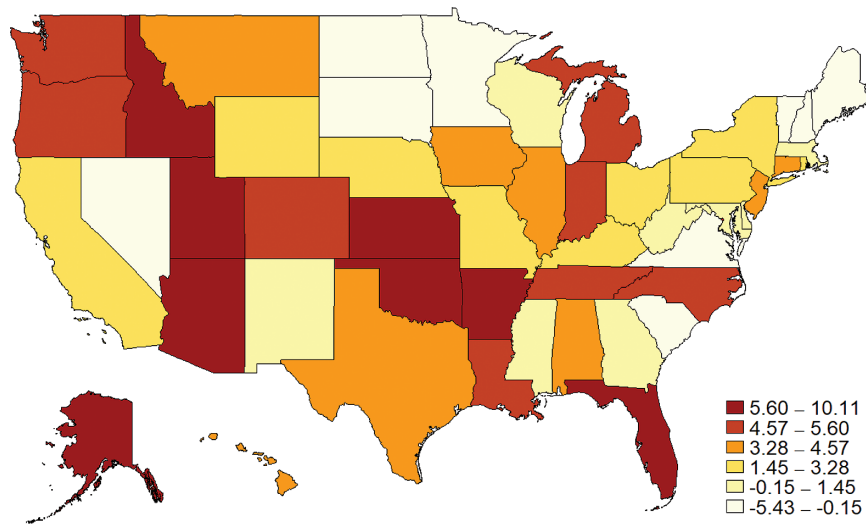 5.60 – 10.11
4.57 – 5.60
3.28 – 4.57
1.45 – 3.28
-0.15 – 1.45
-5.43 – -0.15